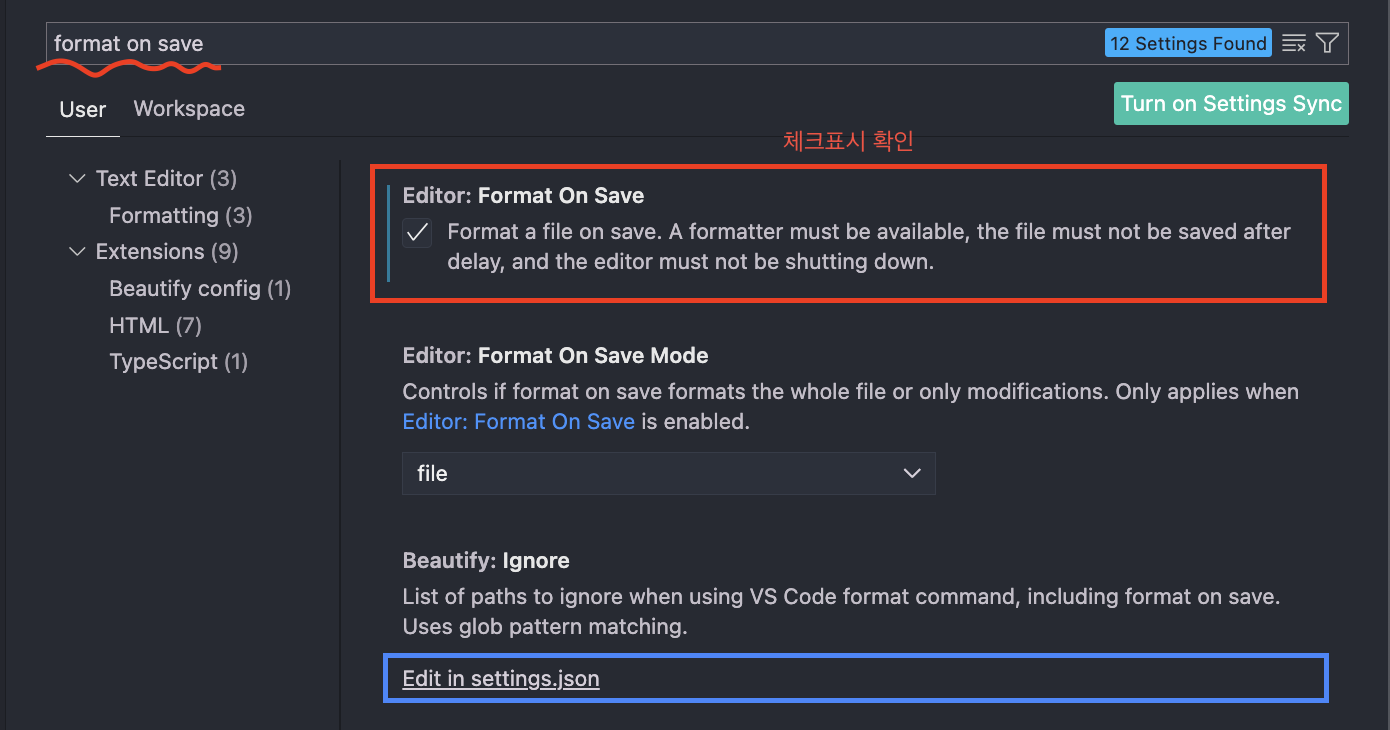 format on save
12 Settings Found
User
Workspace
Turn on Settings Sync
체크표시 확인
Text Editor (3)
Formatting (3)
Extensions (9)
Beautify config (1)
HTML (7)
TypeScript (1)
Editor: Format On Save
Format a file on save. A formatter must be available, the file must not be saved after
delay, and the editor must not be shutting down.
Editor: Format On Save Mode
Controls if format on save formats the whole file or only modifications. Only applies when
Editor: Format On Save is enabled.
file
Beautify: Ignore
List of paths to ignore when using VS Code format command, including format on save.
Uses glob pattern matching.
Edit in settings.json